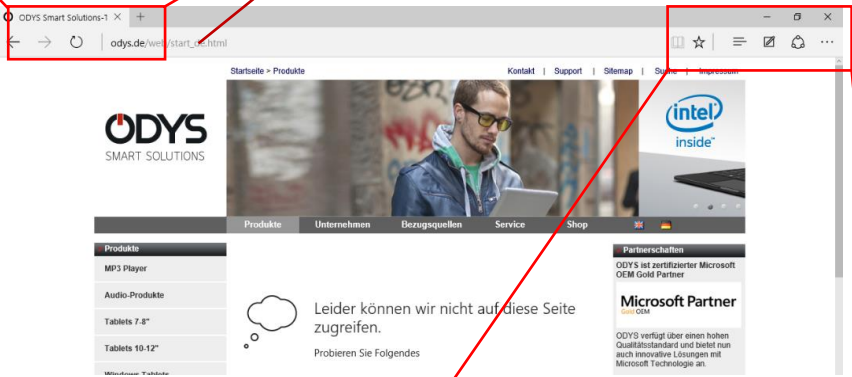 ODYS Smart Solutions-T
odys.de/web/start_de.html
Startseite > Produkte
Kontakt | Support | Sitemap | Suche | Impressum
ODYS
SMART SOLUTIONS
intel
inside™
Produkte Unternehmen Bezugsquellen Service Shop
Produkte
MP3 Player
Audio-Produkte
Tablets 7-8"
Tablets 10-12"
Windows Tablets
Leider können wir nicht auf diese Seite
zugreifen.
Probieren Sie Folgendes
Partnerschaften
ODYS ist zertifizierter Microsoft
OEM Gold Partner
Microsoft Partner
Gold OEM
ODYS verfügt über einen hohen
Qualitätsstandard und bietet nun
auch innovative Lösungen mit
Microsoft Technologie an.